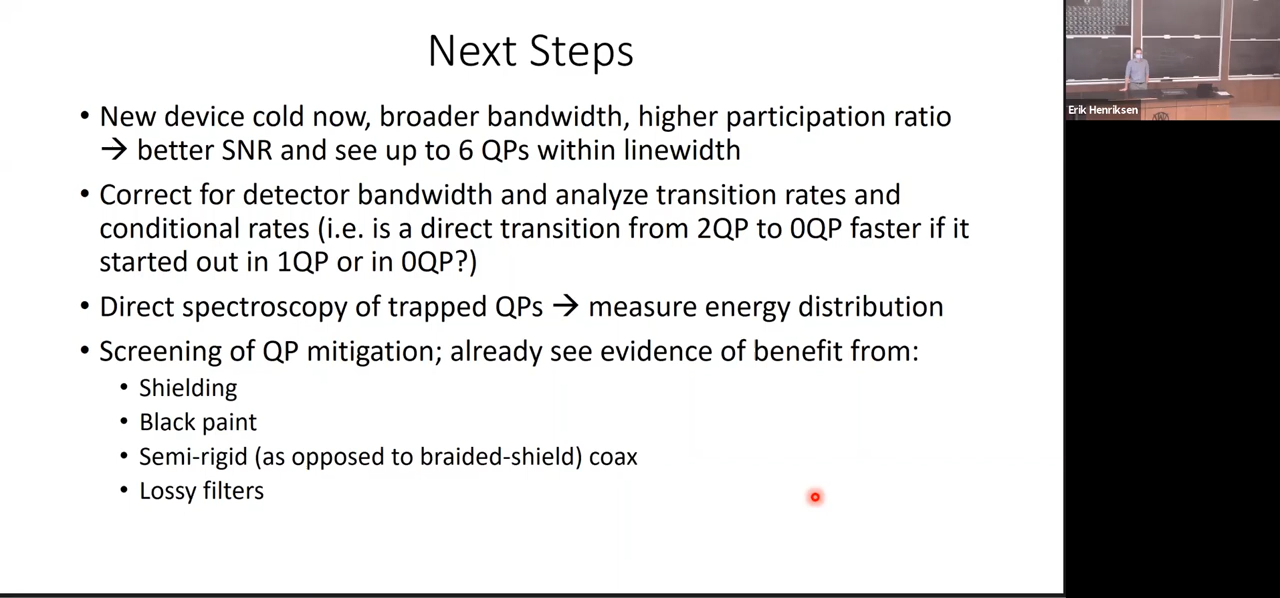 Next Steps
• New device cold now, broader bandwidth, higher participation ratio
→ better SNR and see up to 6 QPs within linewidth
• Correct for detector bandwidth and analyze transition rates and
conditional rates (i.e. is a direct transition from 2QP to 0QP faster if it
started out in 1QP or in 0QP?)
• Direct spectroscopy of trapped QPs → measure energy distribution
• Screening of QP mitigation; already see evidence of benefit from:
• Shielding
• Black paint
• Semi-rigid (as opposed to braided-shield) coax
• Lossy filters
Erik Henriksen